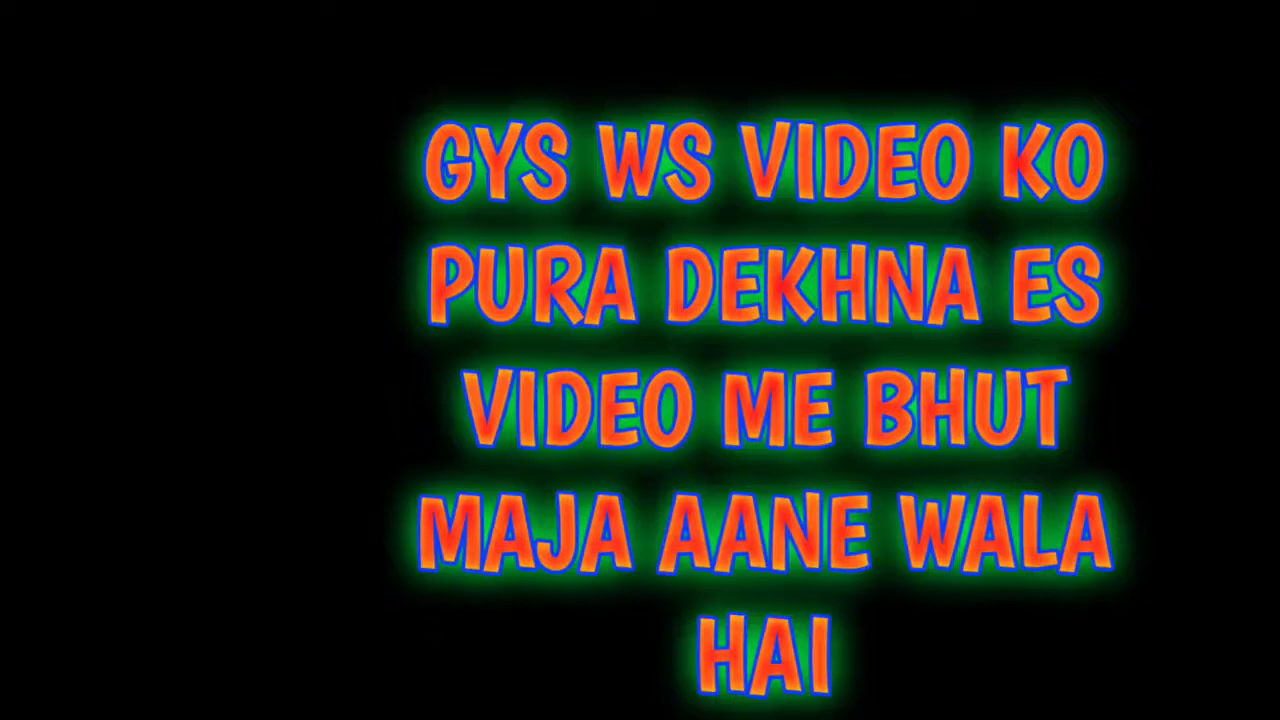 GYS WS VIDEO KO
PURA DEKHNA ES
VIDEO ME BHUT
MAJA AANE WALA
HAI